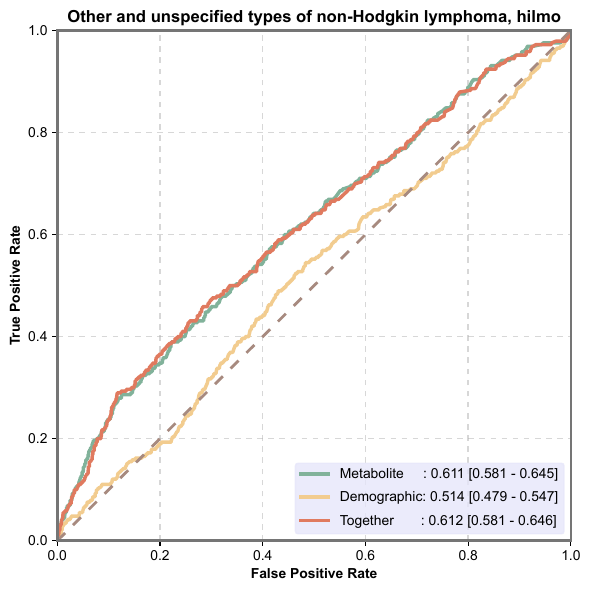 Other and unspecified types of non-Hodgkin lymphoma, hilmo
1.0
0.8
0.6
0.4
0.2
0.0
True Positive Rate
Metabolite : 0.611 [0.581 - 0.645]
Demographic: 0.514 [0.479 - 0.547]
Together : 0.612 [0.581 - 0.646]
0.0 0.2 0.4 0.6 0.8 1.0
False Positive Rate